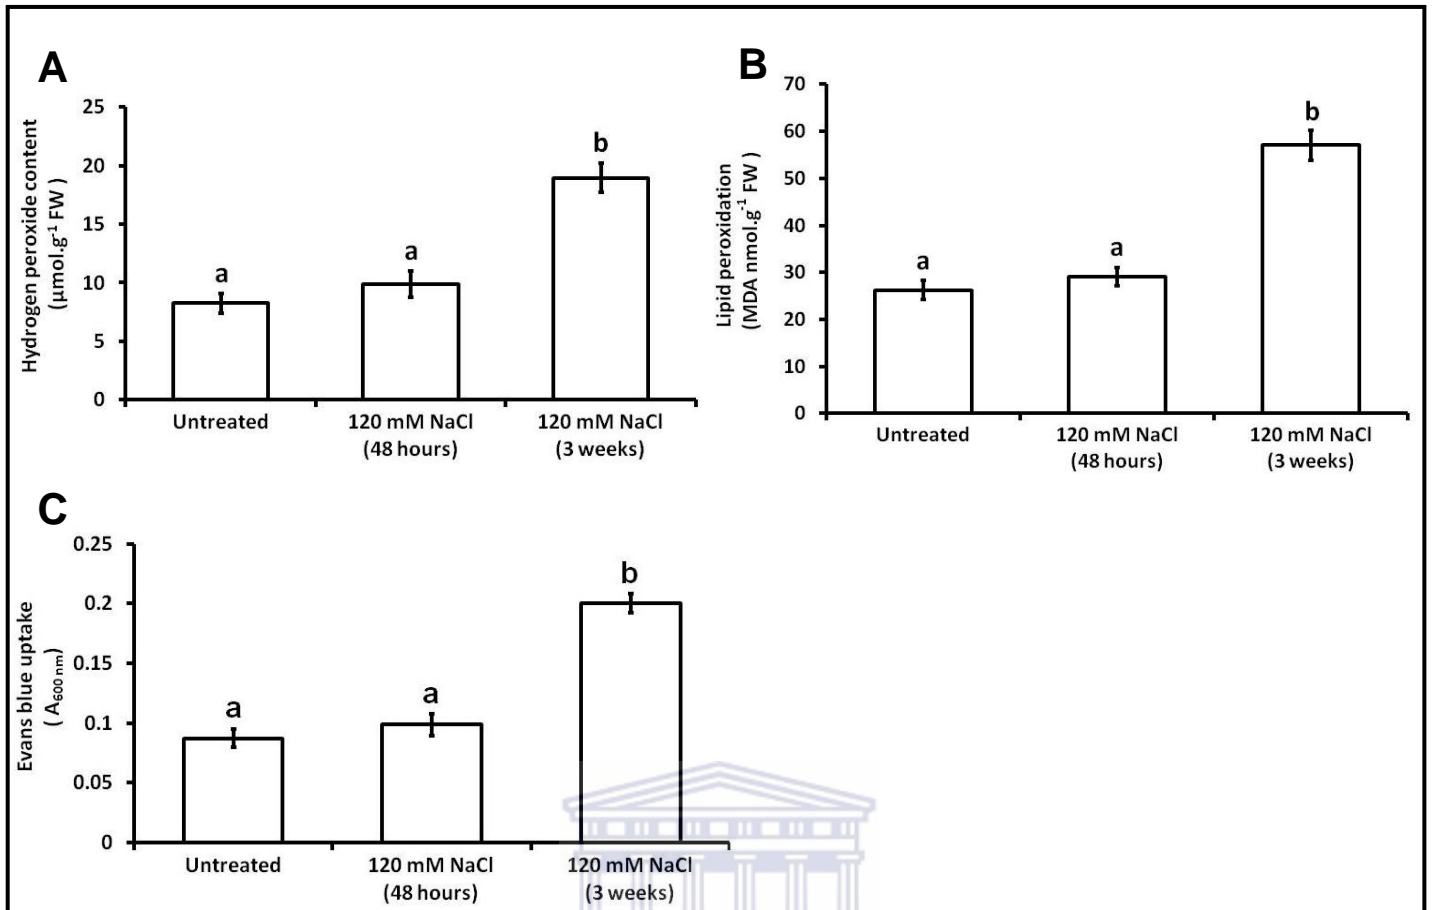 A
Hydrogen peroxide content
(µmol.g⁻¹ FW )
25
20
15
10
5
0
a
a
b
Untreated
120 mM NaCl
(48 hours)
120 mM NaCl
(3 weeks)
B
Lipid peroxidation
(MDA nmol.g⁻¹ FW )
70
60
50
40
30
20
10
0
a
a
b
Untreated
120 mM NaCl
(48 hours)
120 mM NaCl
(3 weeks)
C
Evans blue uptake
( A600 nm)
0.25
0.2
0.15
0.1
0.05
0
a
a
b
Untreated
120 mM NaCl
(48 hours)
120 mM NaCl
(3 weeks)